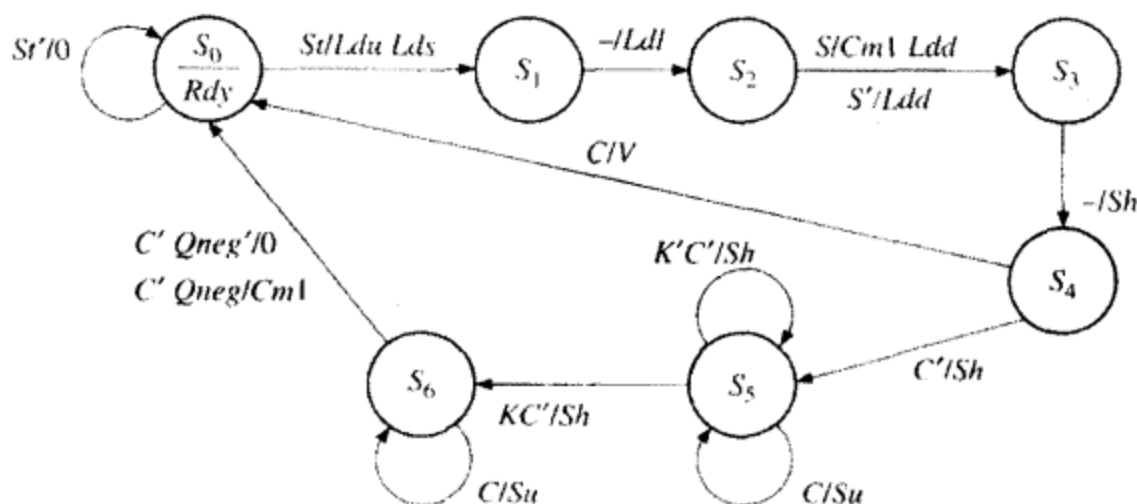 St'/0
S₀
Rdy
St/Ldu Lds
S₁
–/Ldl
S₂
S/Cm1 Ldd
S'/Ldd
S₃
C/V
–/Sh
C' Qneg'/0
C' Qneg/Cm1
K'C'/Sh
S₄
C'/Sh
S₆
KC'/Sh
S₅
C/Su
C/Su